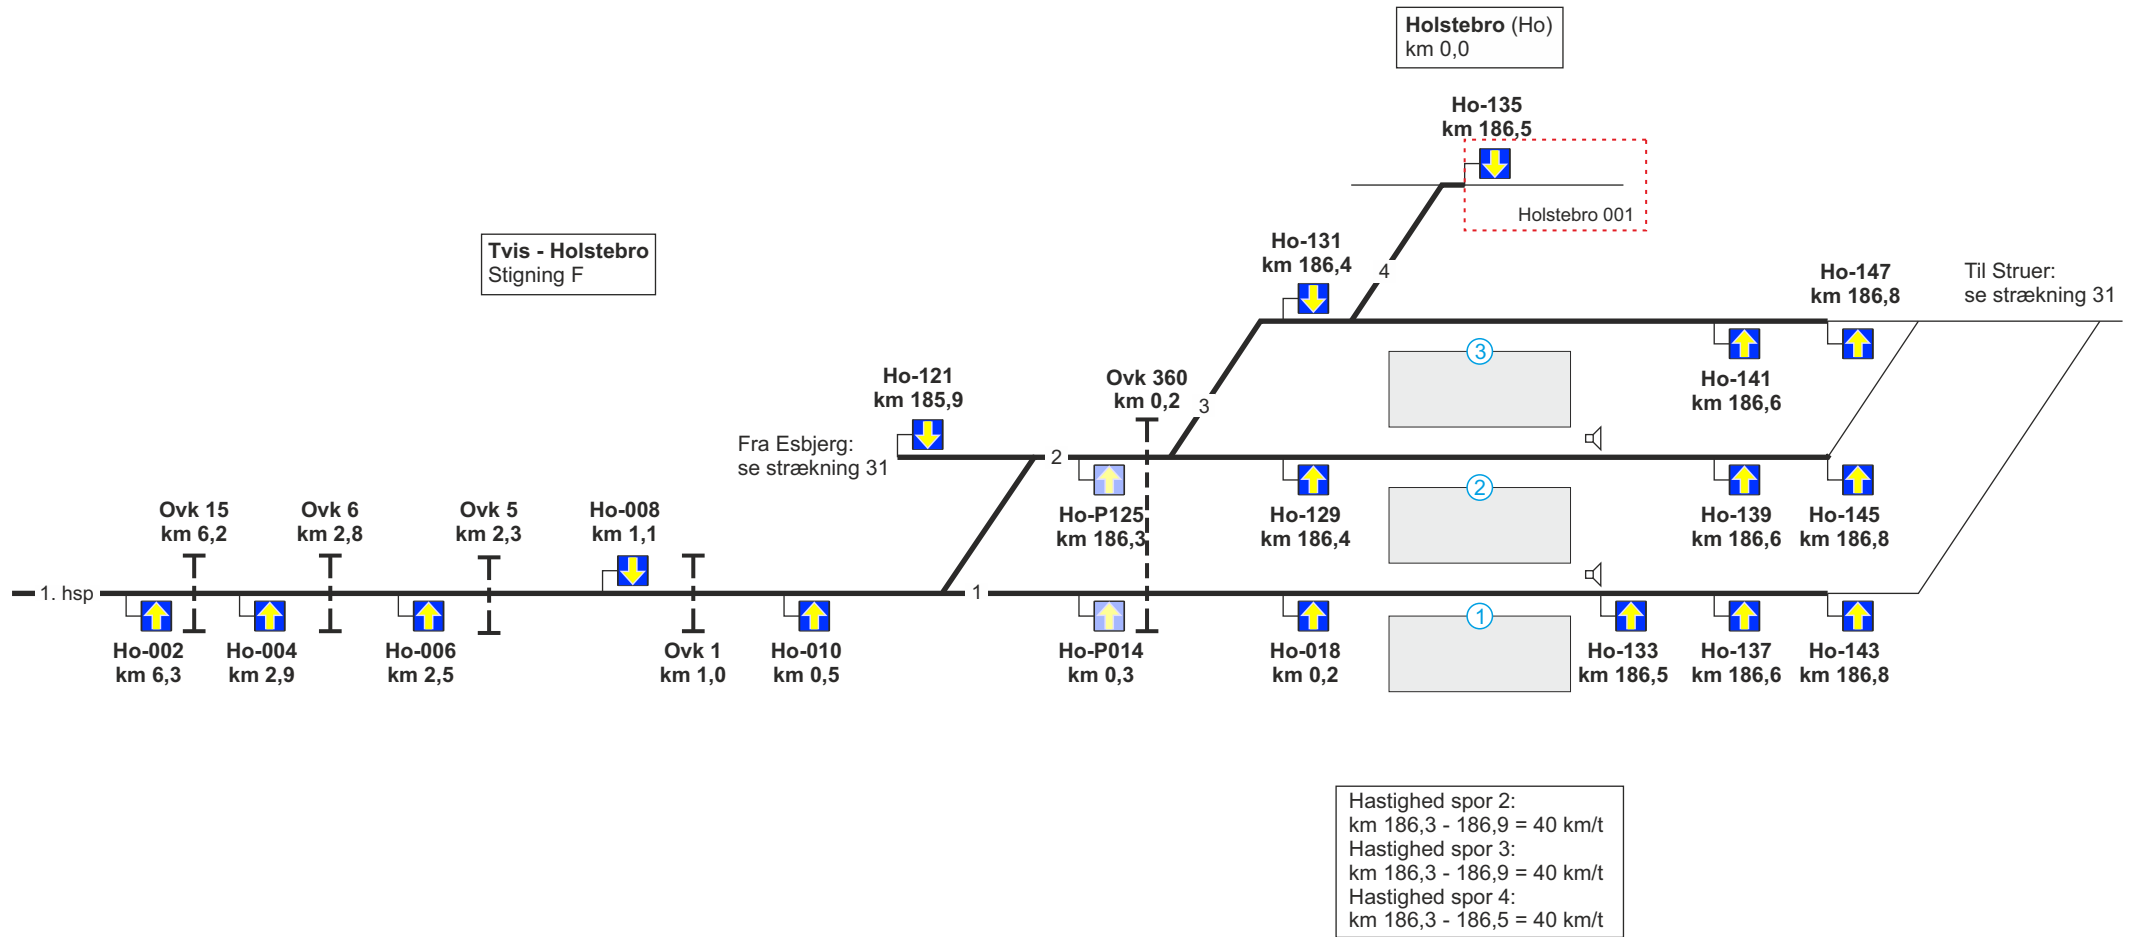 Holstebro (Ho)
km 0,0
Ho-135
km 186,5
Holstebro 001
Tvis - Holstebro
Stigning F
Ho-131
km 186,4
4
Ho-147
km 186,8
Til Struer:
se strækning 31
3
Ho-141
km 186,6
Ho-121
km 185,9
Ovk 360
km 0,2
3
Fra Esbjerg:
se strækning 31
2
2
Ho-P125
km 186,3
Ho-129
km 186,4
Ho-139
km 186,6
Ho-145
km 186,8
Ovk 15
km 6,2
Ovk 6
km 2,8
Ovk 5
km 2,3
Ho-008
km 1,1
1. hsp
1
1
Ho-002
km 6,3
Ho-004
km 2,9
Ho-006
km 2,5
Ovk 1
km 1,0
Ho-010
km 0,5
Ho-P014
km 0,3
Ho-018
km 0,2
Ho-133
km 186,5
Ho-137
km 186,6
Ho-143
km 186,8
Hastighed spor 2:
km 186,3 - 186,9 = 40 km/t
Hastighed spor 3:
km 186,3 - 186,9 = 40 km/t
Hastighed spor 4:
km 186,3 - 186,5 = 40 km/t